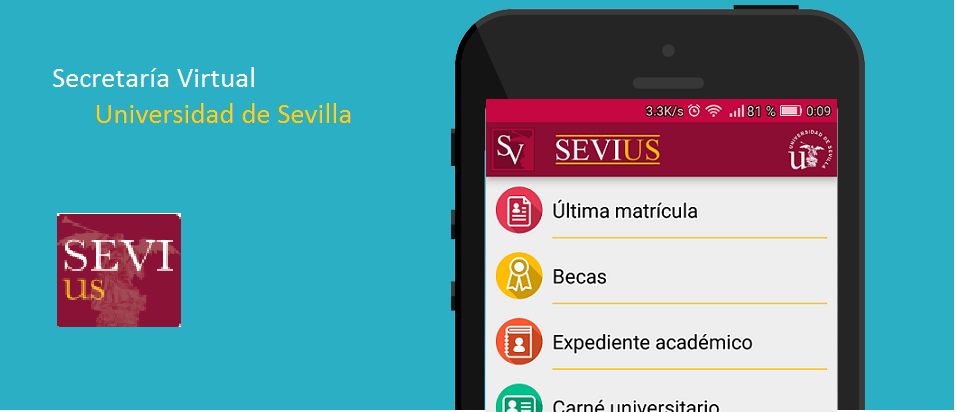 Secretaría Virtual
Universidad de Sevilla
SEVI
us
3.3K/s 81 % 0:09
SV SEVIUS
UNIVERSIDAD DE SEVILLA
u
Última matrícula
Becas
Expediente académico
Carné universitario